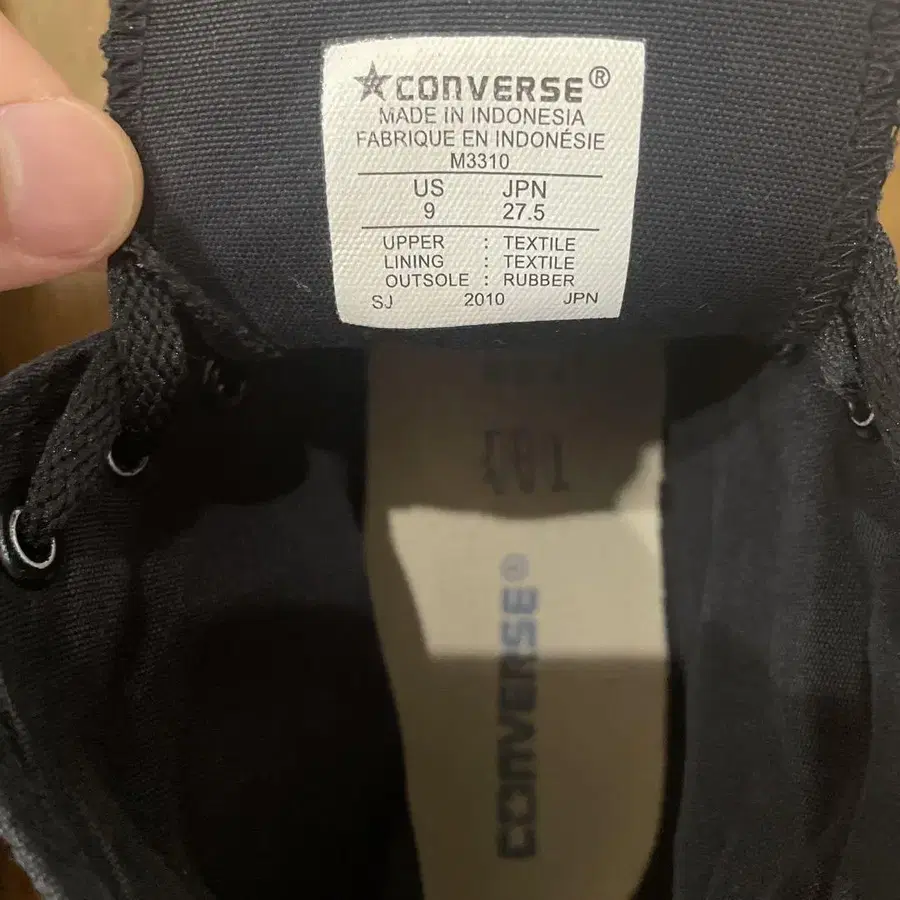 CONVERSE®
MADE IN INDONESIA
FABRIQUE EN INDONÉSIE
M3310
US JPN
9 27.5
UPPER : TEXTILE
LINING : TEXTILE
OUTSOLE : RUBBER
SJ 2010 JPN
CONVERSE®